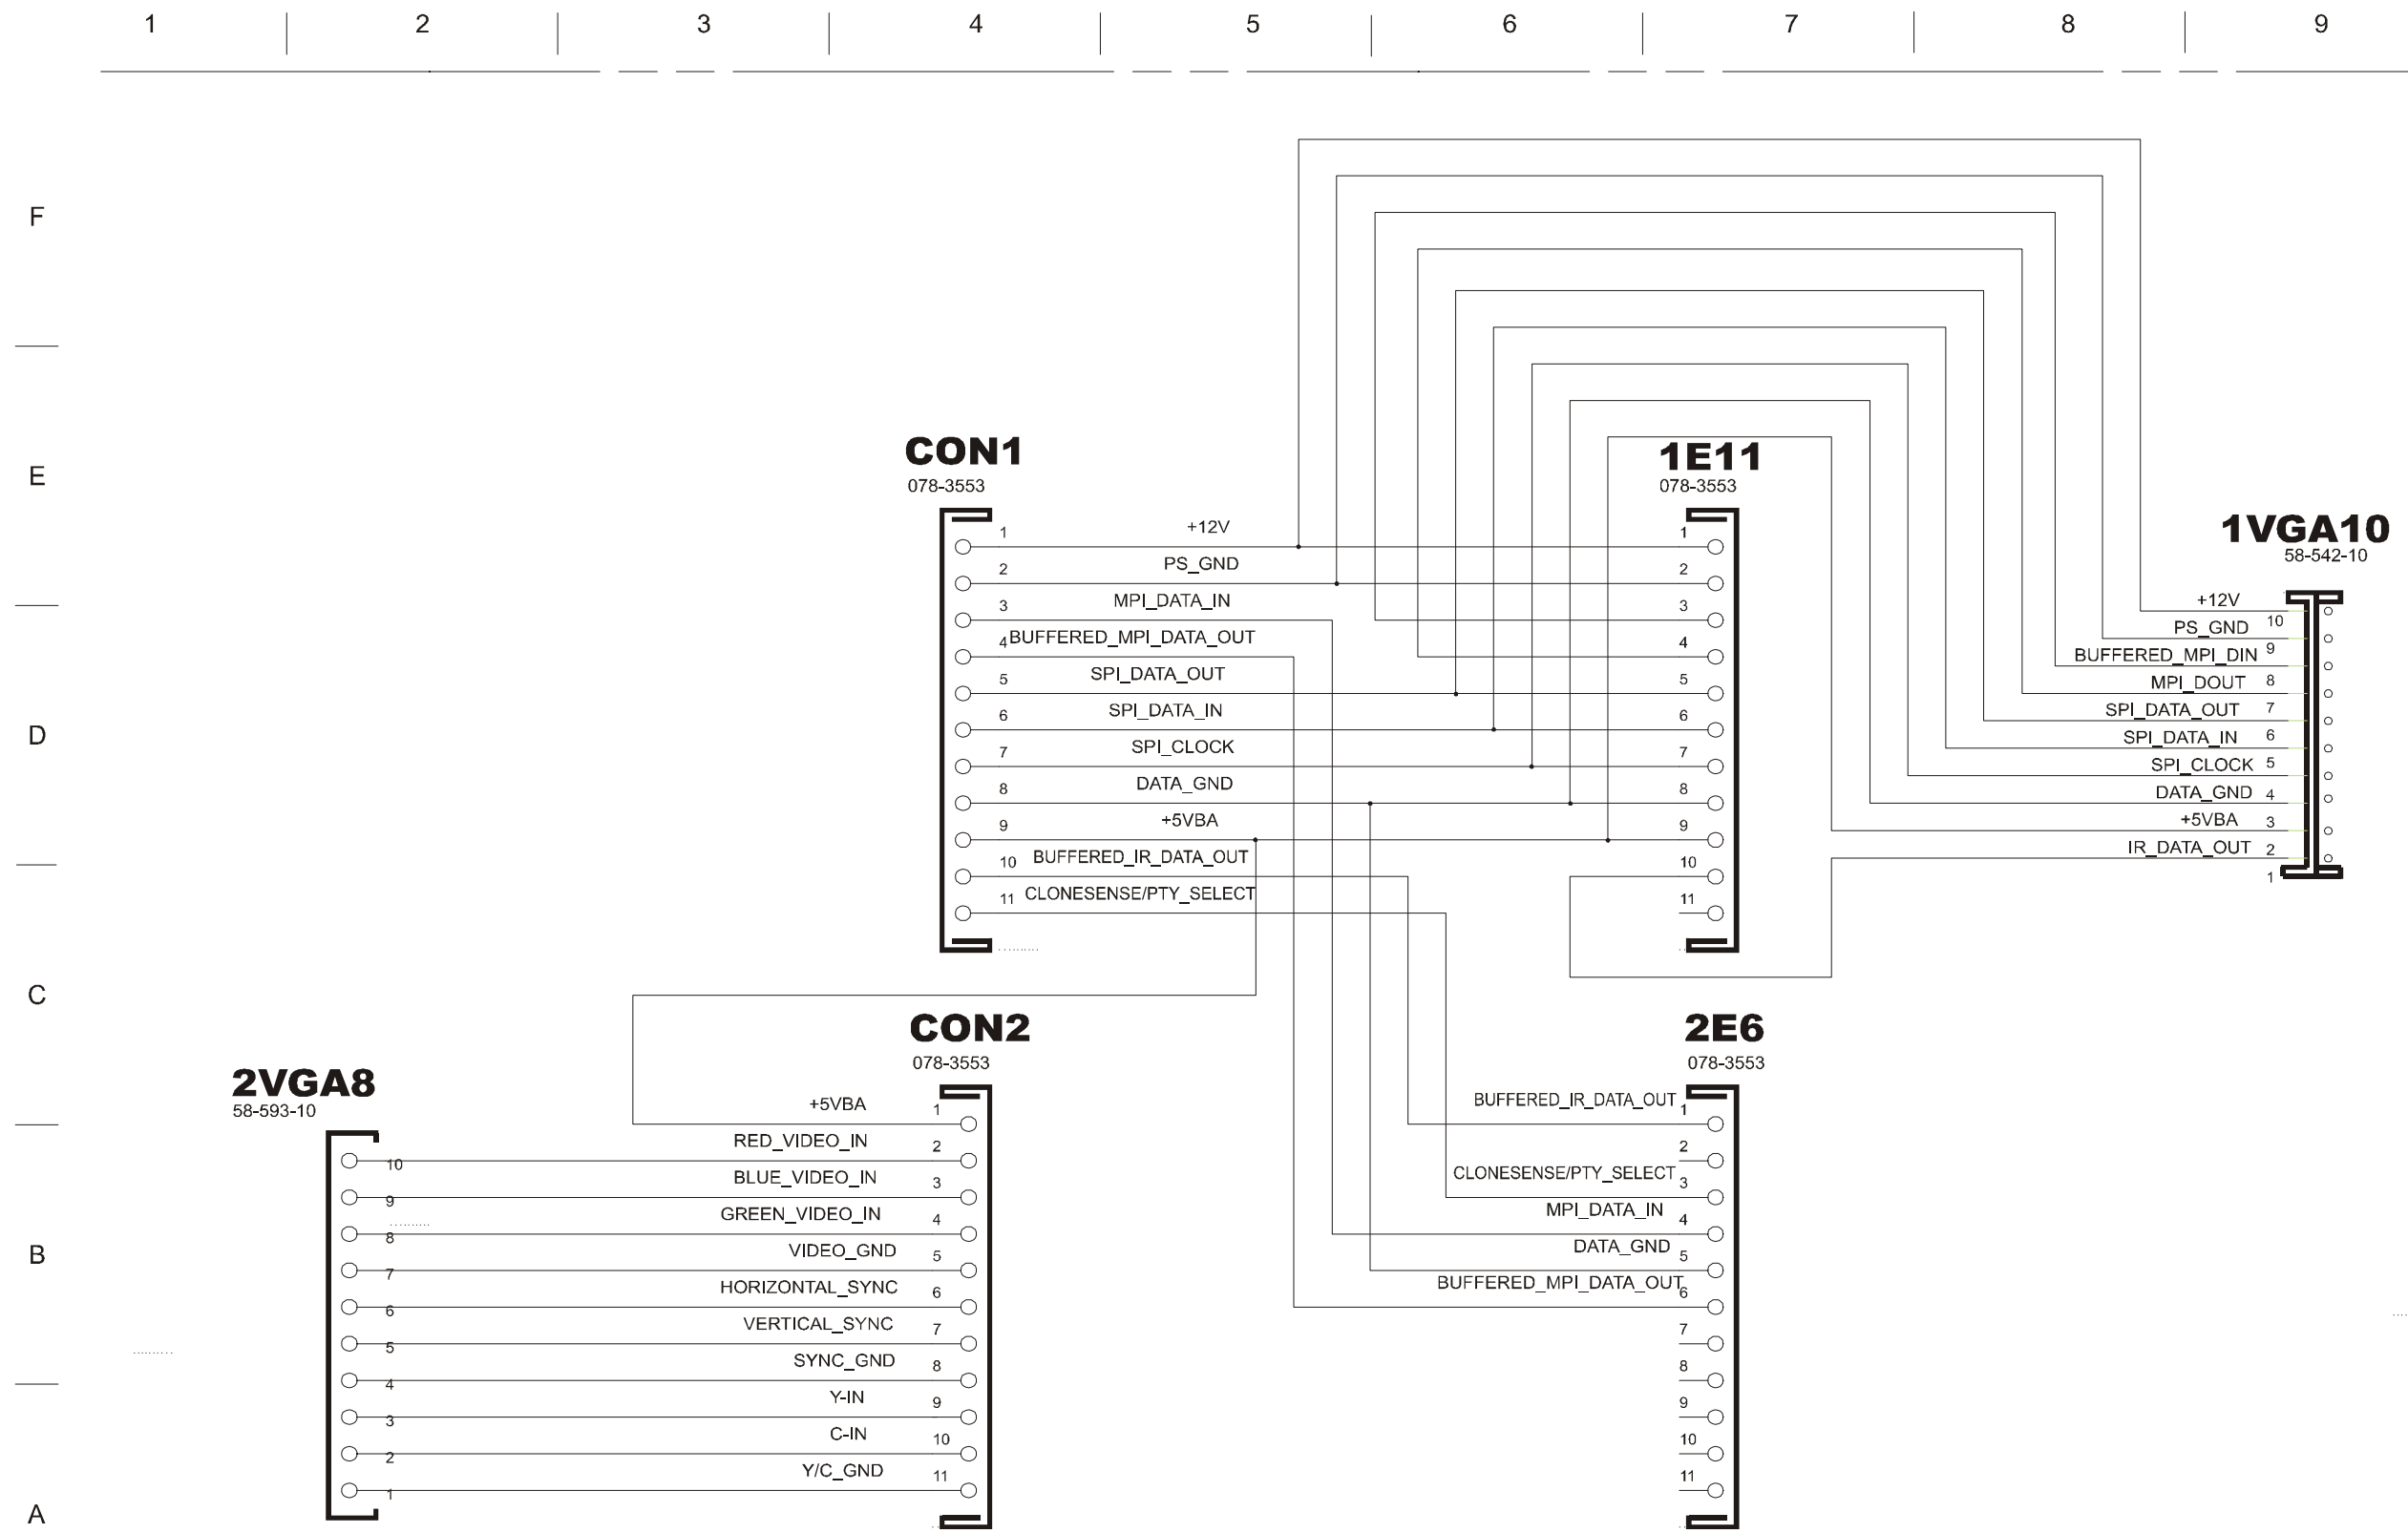 1 2 3 4 5 6 7 8 9
F
E
D
C
B
A
CON1
078-3553
1 +12V
2 PS_GND
3 MPI_DATA_IN
4 BUFFERED_MPI_DATA_OUT
5 SPI_DATA_OUT
6 SPI_DATA_IN
7 SPI_CLOCK
8 DATA_GND
9 +5VBA
10 BUFFERED_IR_DATA_OUT
11 CLONESENSE/PTY_SELECT
1E11
078-3553
1
2
3
4
5
6
7
8
9
10
11
1VGA10
58-542-10
+12V
10
PS_GND
9
BUFFERED_MPI_DIN
8
MPI_DOUT
7
SPI_DATA_OUT
6
SPI_DATA_IN
5
SPI_CLOCK
4
DATA_GND
3
+5VBA
2
IR_DATA_OUT
1
2VGA8
58-593-10
10
9
8
7
6
5
4
3
2
1
CON2
078-3553
+5VBA 1
RED_VIDEO_IN 2
BLUE_VIDEO_IN 3
GREEN_VIDEO_IN 4
VIDEO_GND 5
HORIZONTAL_SYNC 6
VERTICAL_SYNC 7
SYNC_GND 8
Y-IN 9
C-IN 10
Y/C_GND 11
2E6
078-3553
BUFFERED_IR_DATA_OUT 1
2
CLONESENSE/PTY_SELECT 3
MPI_DATA_IN 4
DATA_GND 5
BUFFERED_MPI_DATA_OUT 6
7
8
9
10
11